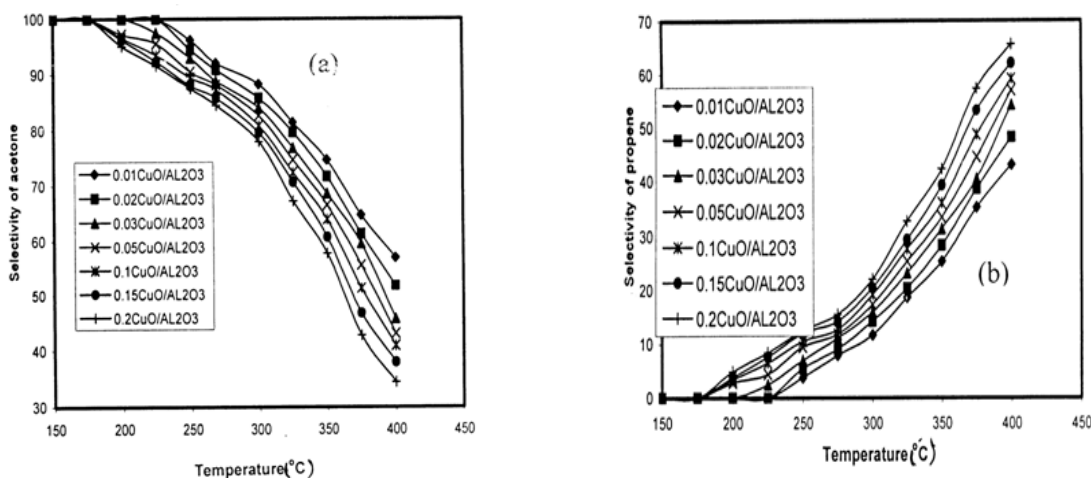 Selectivity of acetone
100
90
80
70
60
50
40
30
150 200 250 300 350 400 450
Temperature(°C)
(a)
0.01CuO/AL2O3
0.02CuO/AL2O3
0.03CuO/AL2O3
0.05CuO/AL2O3
0.1CuO/AL2O3
0.15CuO/AL2O3
0.2CuO/AL2O3
Selectivity of propene
70
60
50
40
30
20
10
0
150 200 250 300 350 400 450
Temperature(°C)
(b)
0.01CuO/AL2O3
0.02CuO/AL2O3
0.03CuO/AL2O3
0.05CuO/AL2O3
0.1CuO/AL2O3
0.15CuO/AL2O3
0.2CuO/AL2O3